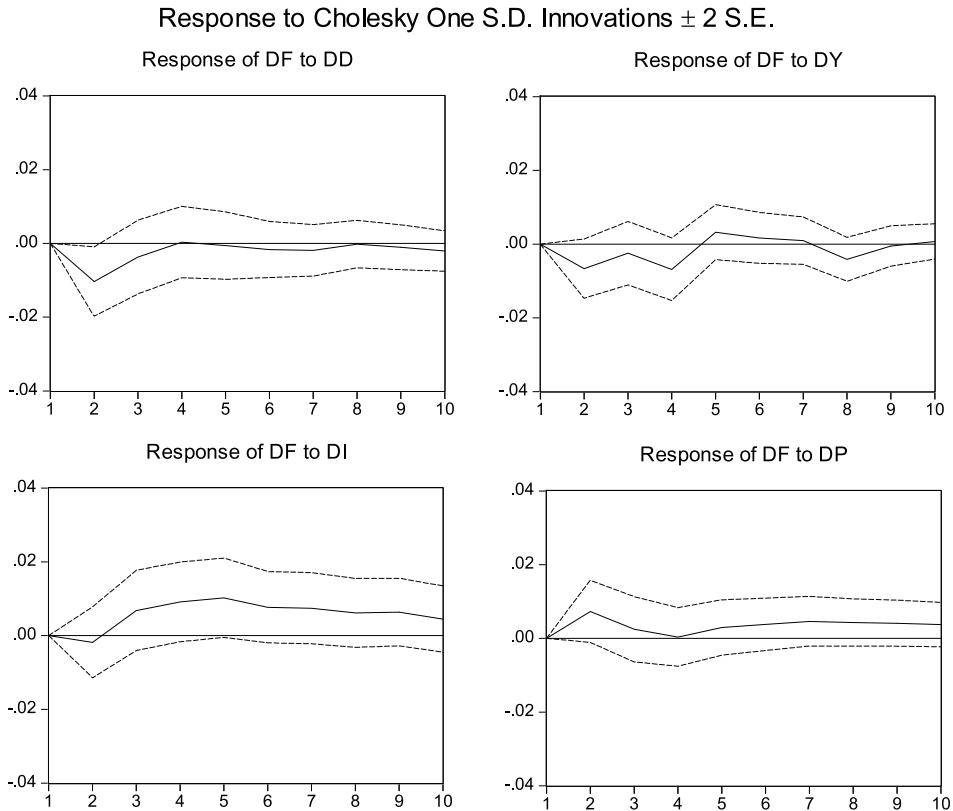 Response to Cholesky One S.D. Innovations ± 2 S.E.
Response of DF to DD
.04
.02
.00
-.02
-.04
1 2 3 4 5 6 7 8 9 10
Response of DF to DY
.04
.02
.00
-.02
-.04
1 2 3 4 5 6 7 8 9 10
Response of DF to DI
.04
.02
.00
-.02
-.04
1 2 3 4 5 6 7 8 9 10
Response of DF to DP
.04
.02
.00
-.02
-.04
1 2 3 4 5 6 7 8 9 10